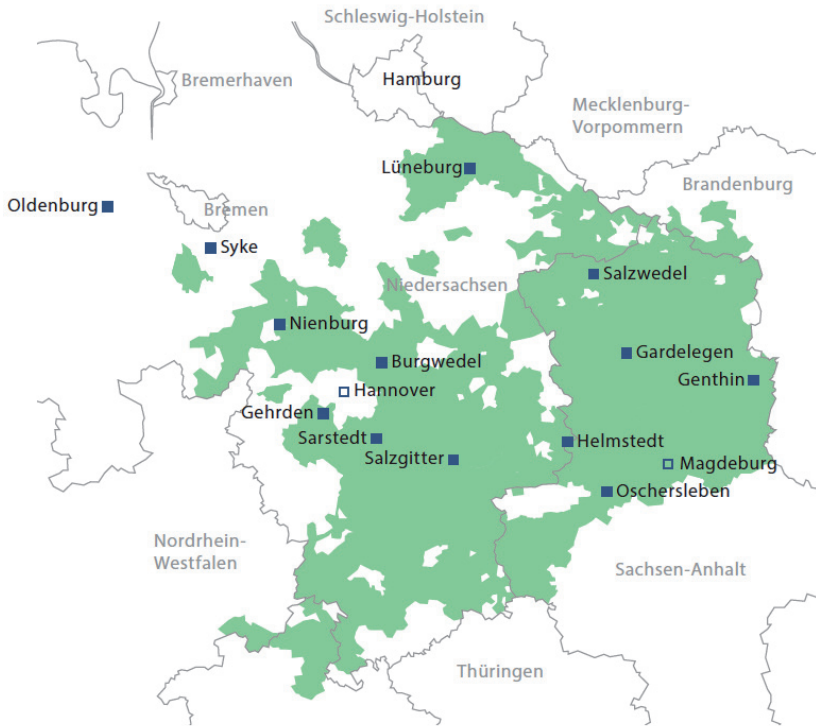 Schleswig-Holstein
Hamburg
Bremerhaven
Mecklenburg-
Vorpommern
Lüneburg
Brandenburg
Oldenburg
Bremen
Syke
Salzwedel
Niedersachsen
Nienburg
Gardelegen
Burgwedel
Genthin
Hannover
Gehrden
Sarstedt
Helmstedt
Salzgitter
Magdeburg
Oschersleben
Nordrhein-
Westfalen
Sachsen-Anhalt
Thüringen